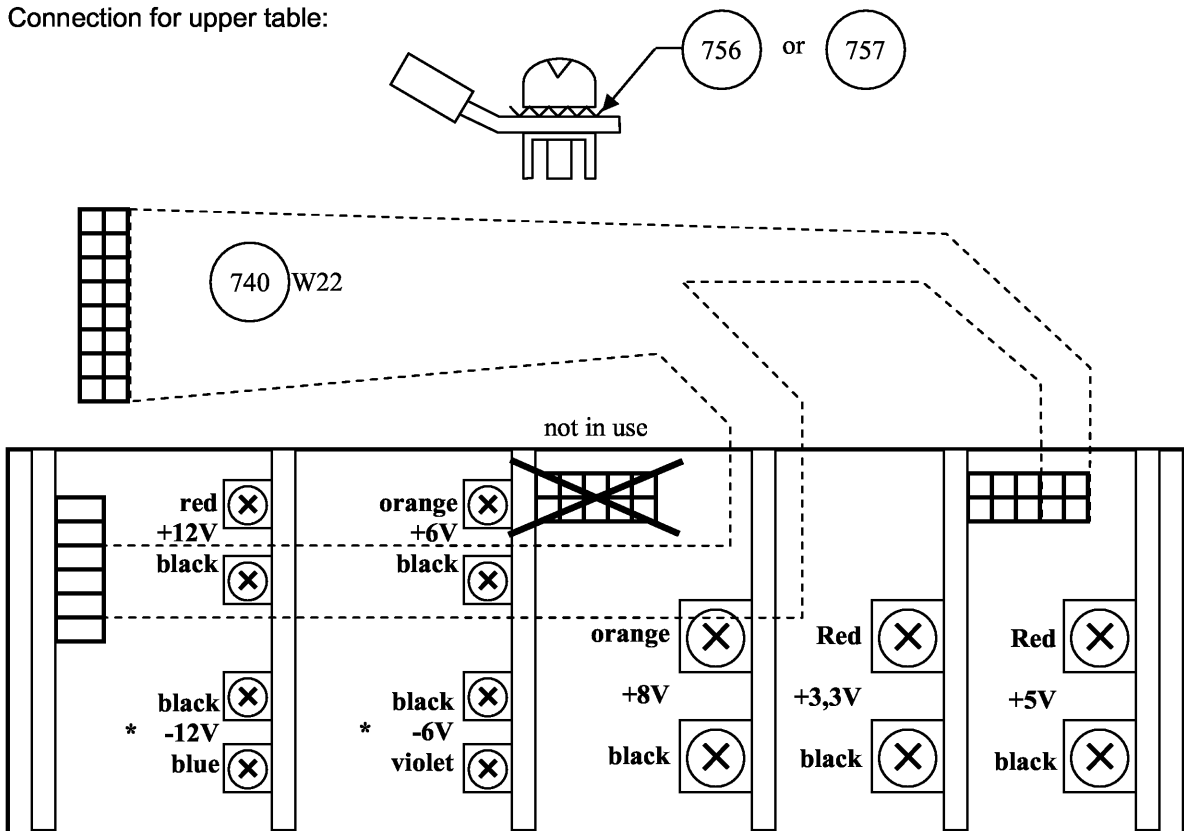 Connection for upper table:
756 or 757
740 W22
not in use
red
+12V
black
orange
+6V
black
orange
+8V
black
Red
+3,3V
black
Red
+5V
black
black
* -12V
blue
black
* -6V
violet